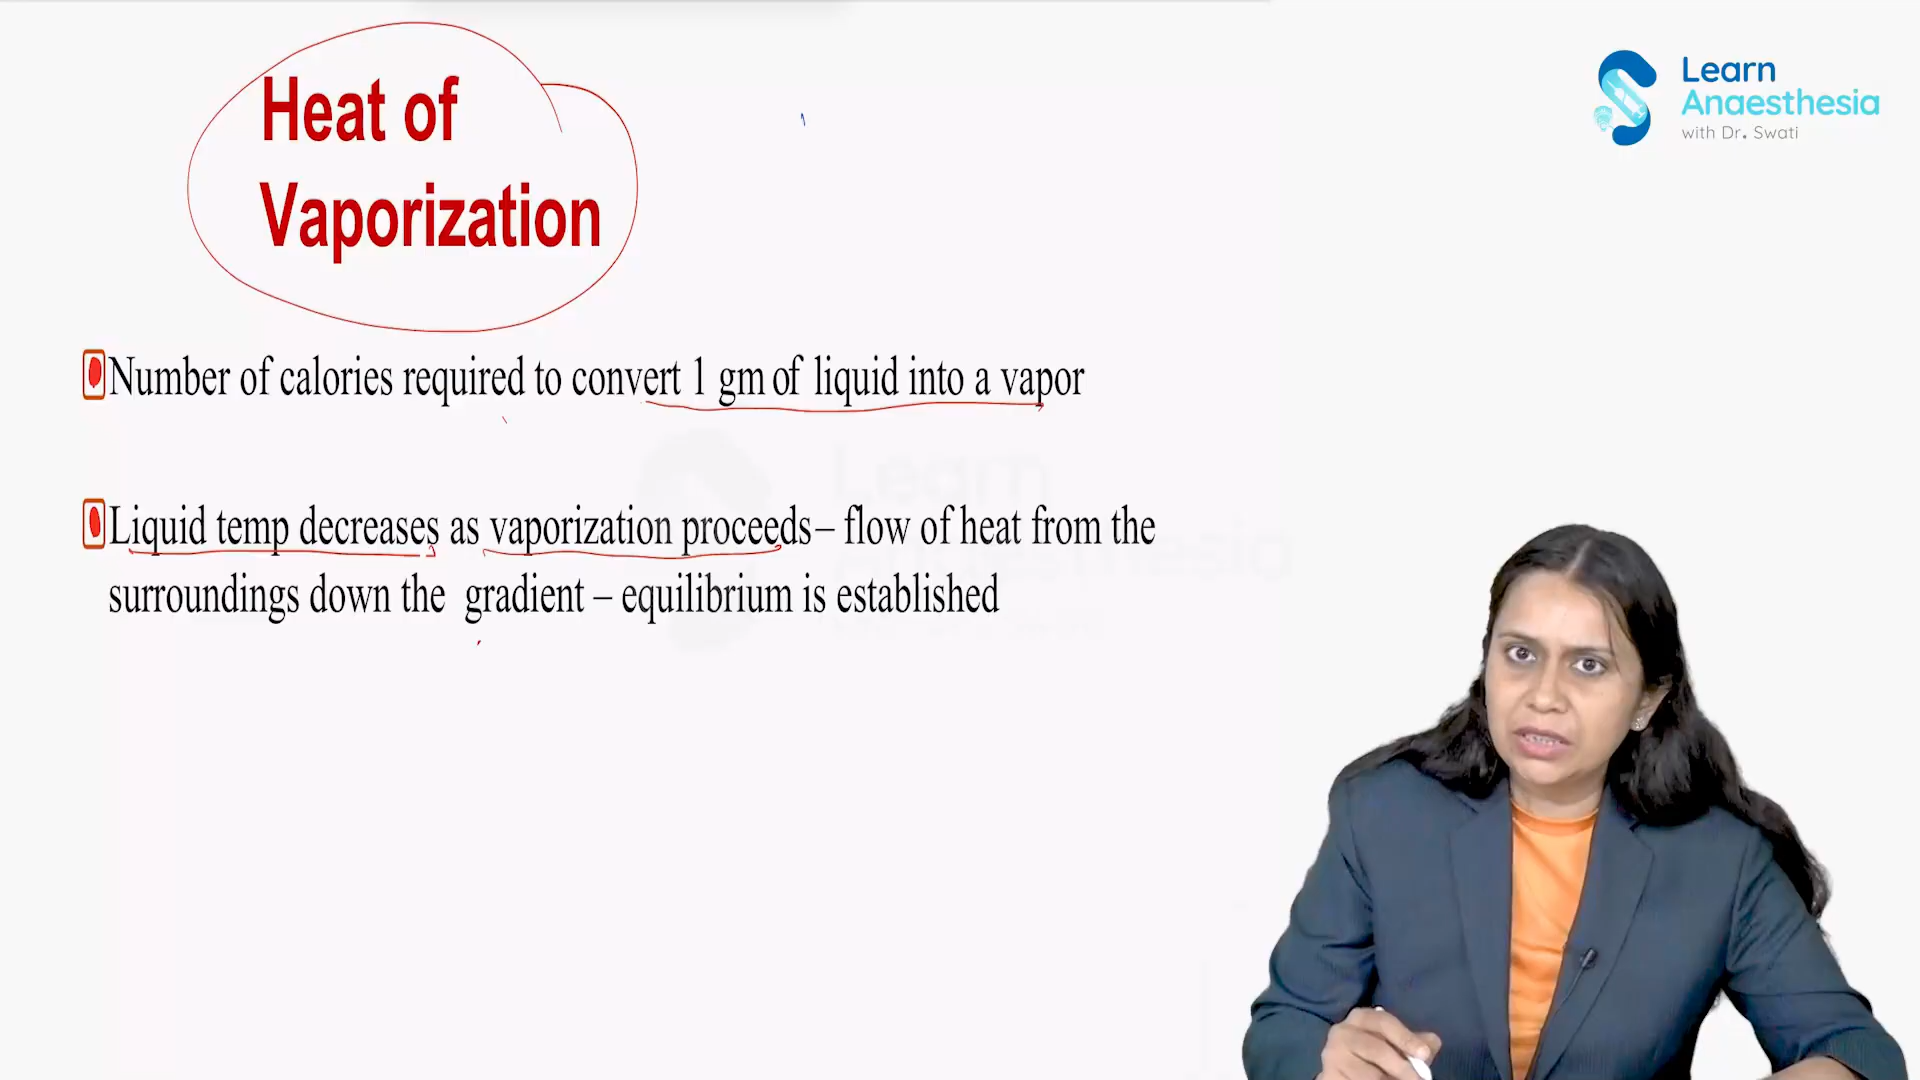 Heat of
Vaporization
Learn
Anaesthesia
with Dr. Swati
Number of calories required to convert 1 gm of liquid into a vapor
Liquid temp decreases as vaporization proceeds– flow of heat from the
surroundings down the gradient – equilibrium is established
Learn
Anaesthesia